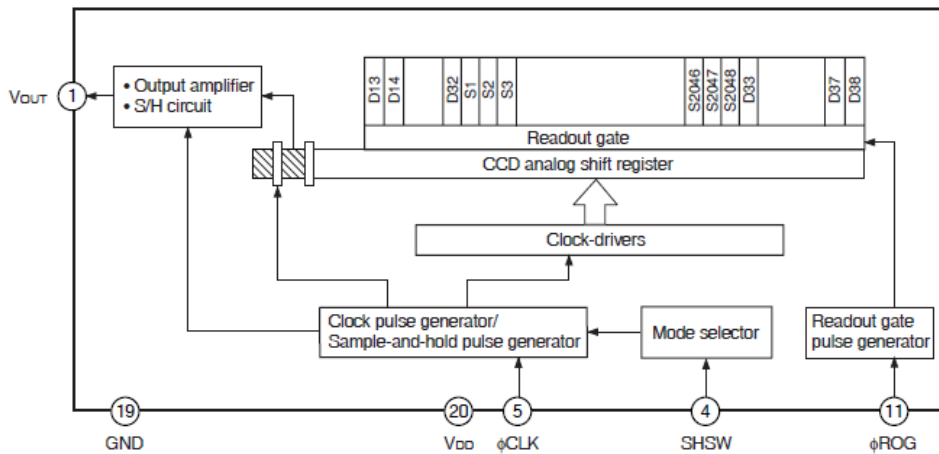 D13 D14 D32 S1 S2 S3 S2046 S2047 S2048 D33 D37 D38
VOUT 1
• Output amplifier
• S/H circuit
Readout gate
CCD analog shift register
Clock-drivers
Clock pulse generator/
Sample-and-hold pulse generator
Mode selector
Readout gate
pulse generator
19 20 5 4 11
GND VDD ϕCLK SHSW ϕROG